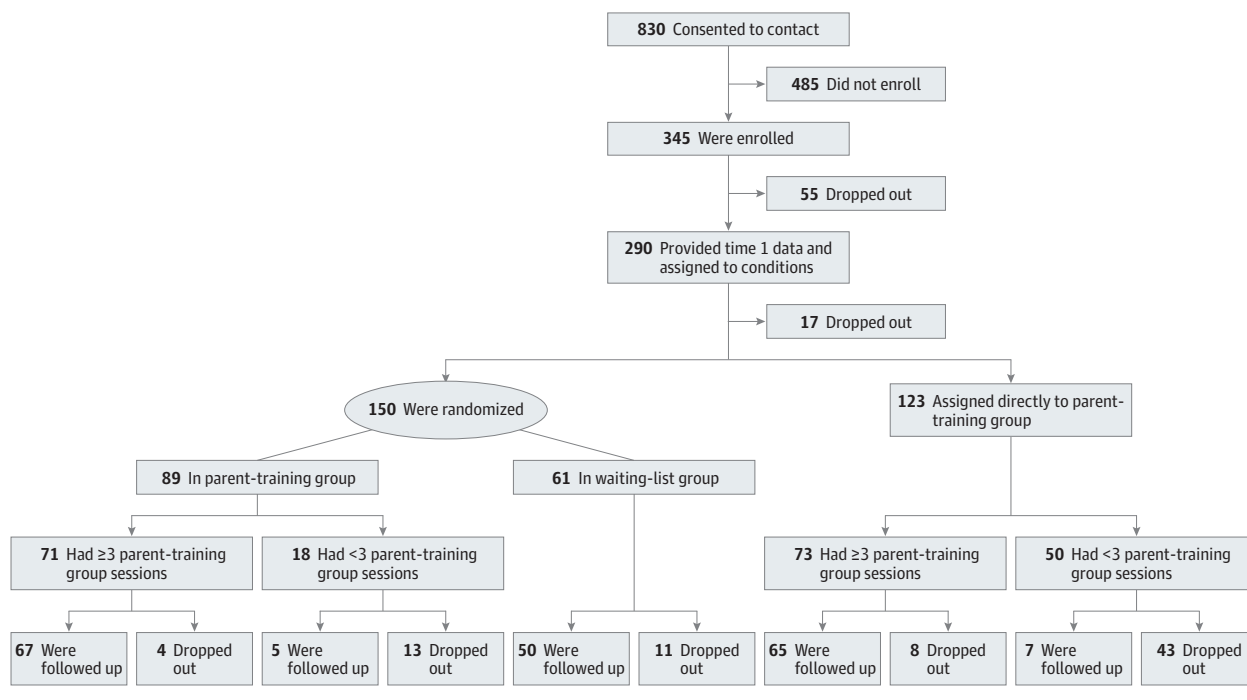 830 Consented to contact
485 Did not enroll
345 Were enrolled
55 Dropped out
290 Provided time 1 data and
assigned to conditions
17 Dropped out
150 Were randomized
123 Assigned directly to parent-
training group
89 In parent-training group
61 In waiting-list group
71 Had ≥3 parent-training
group sessions
18 Had <3 parent-training
group sessions
73 Had ≥3 parent-training
group sessions
50 Had <3 parent-training
group sessions
67 Were
followed up
4 Dropped
out
5 Were
followed up
13 Dropped
out
50 Were
followed up
11 Dropped
out
65 Were
followed up
8 Dropped
out
7 Were
followed up
43 Dropped
out